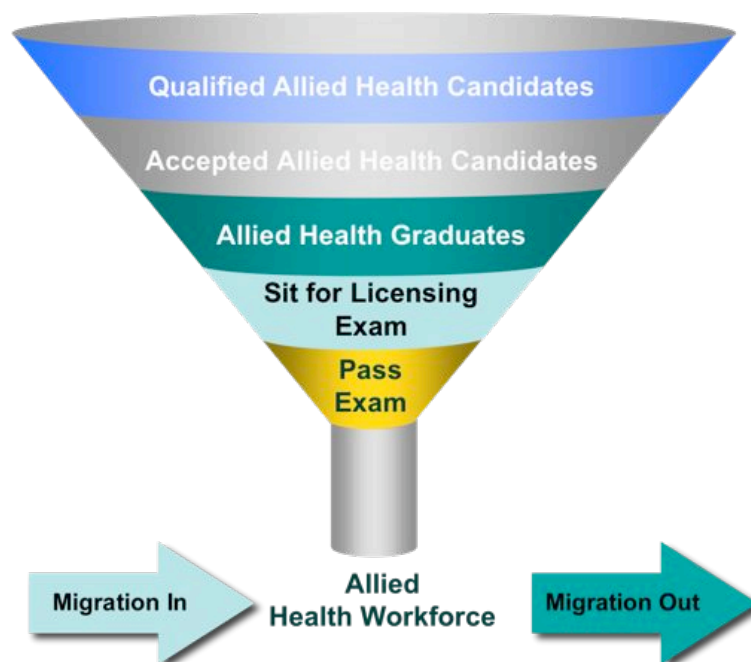 Qualified Allied Health Candidates
Accepted Allied Health Candidates
Allied Health Graduates
Sit for Licensing
Exam
Pass
Exam
Migration In
Allied
Health Workforce
Migration Out